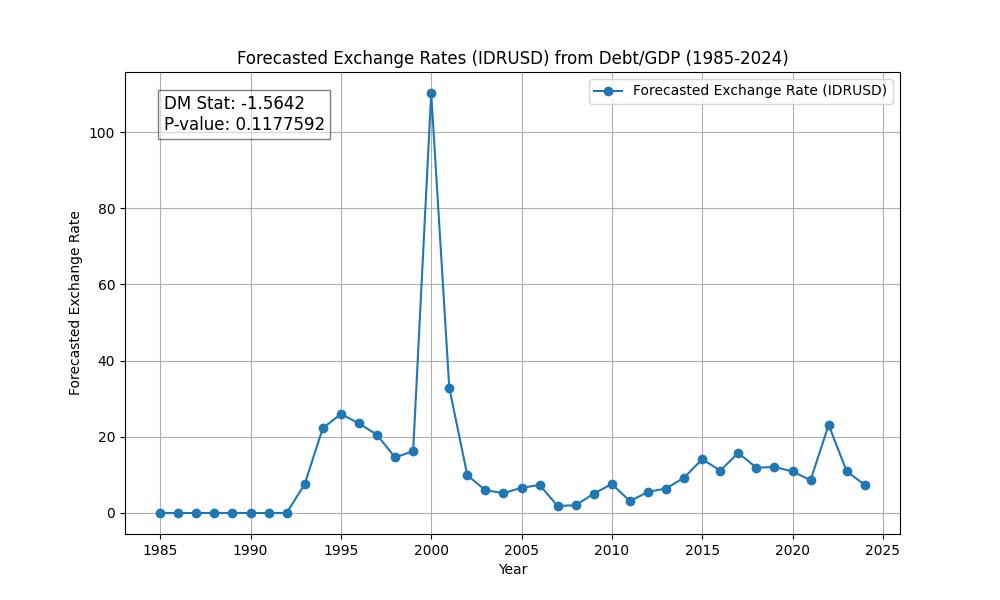 Forecasted Exchange Rates (IDRUSD) from Debt/GDP (1985-2024)
DM Stat: -1.5642
P-value: 0.1177592
Forecasted Exchange Rate (IDRUSD)
Forecasted Exchange Rate
100
80
60
40
20
0
1985 1990 1995 2000 2005 2010 2015 2020 2025
Year